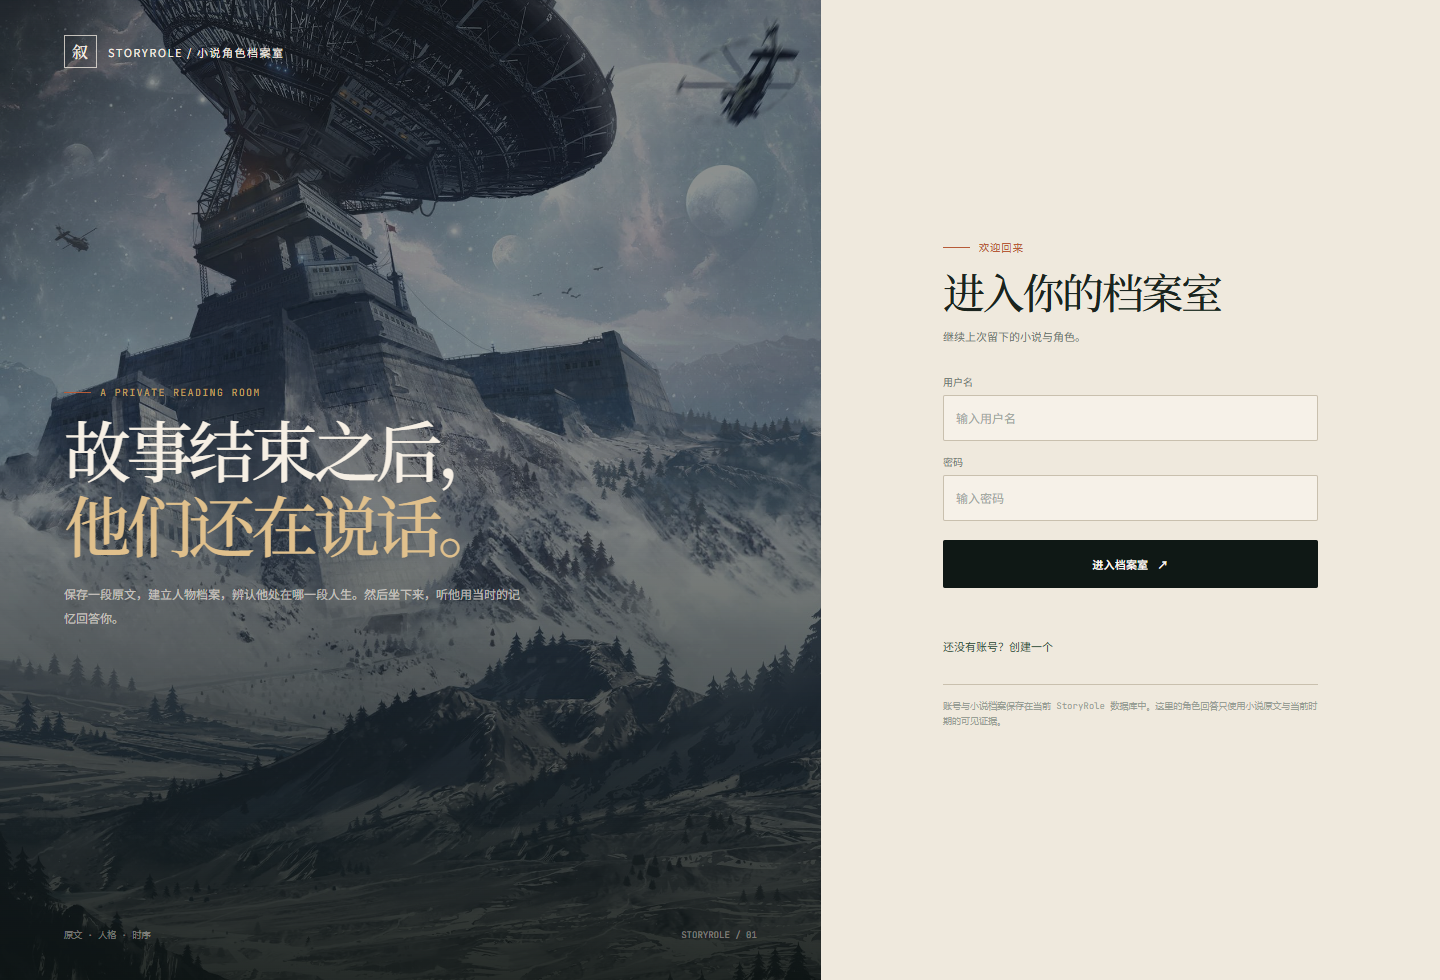 叙 STORYROLE / 小说角色档案室
A PRIVATE READING ROOM
故事结束之后，
他们还在说话。
保存一段原文，建立人物档案，辨认他处在哪一段人生。然后坐下来，听他用当时的记
忆回答你。
原文 · 人格 · 时序
STORYROLE / 01
欢迎回来
进入你的档案室
继续上次留下的小说与角色。
用户名
输入用户名
密码
输入密码
进入档案室 ↗
还没有账号？创建一个
账号与小说档案保存在当前 StoryRole 数据库中。这里的角色回答只使用小说原文与当前时
期的可见证据。